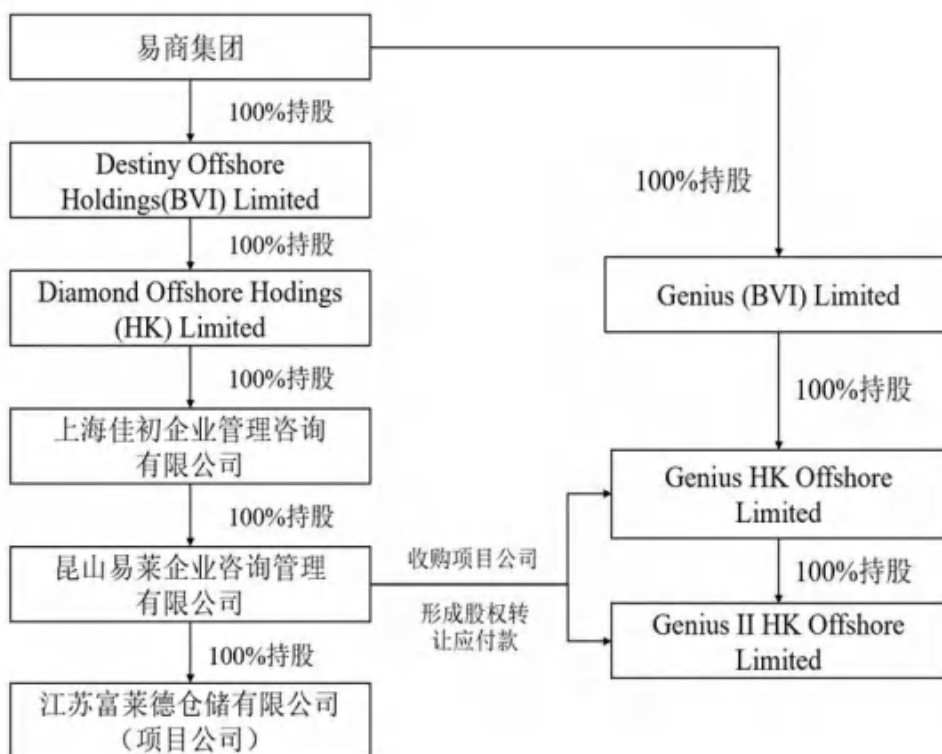 易商集团
100%持股
Destiny Offshore
Holdings(BVI) Limited
100%持股
Diamond Offshore Hodings
(HK) Limited
100%持股
上海佳初企业管理咨询
有限公司
100%持股
昆山易莱企业咨询管理
有限公司
100%持股
江苏富莱德仓储有限公司
（项目公司）
收购项目公司
形成股权转
让应付款
100%持股
Genius (BVI) Limited
100%持股
Genius HK Offshore
Limited
100%持股
Genius II HK Offshore
Limited